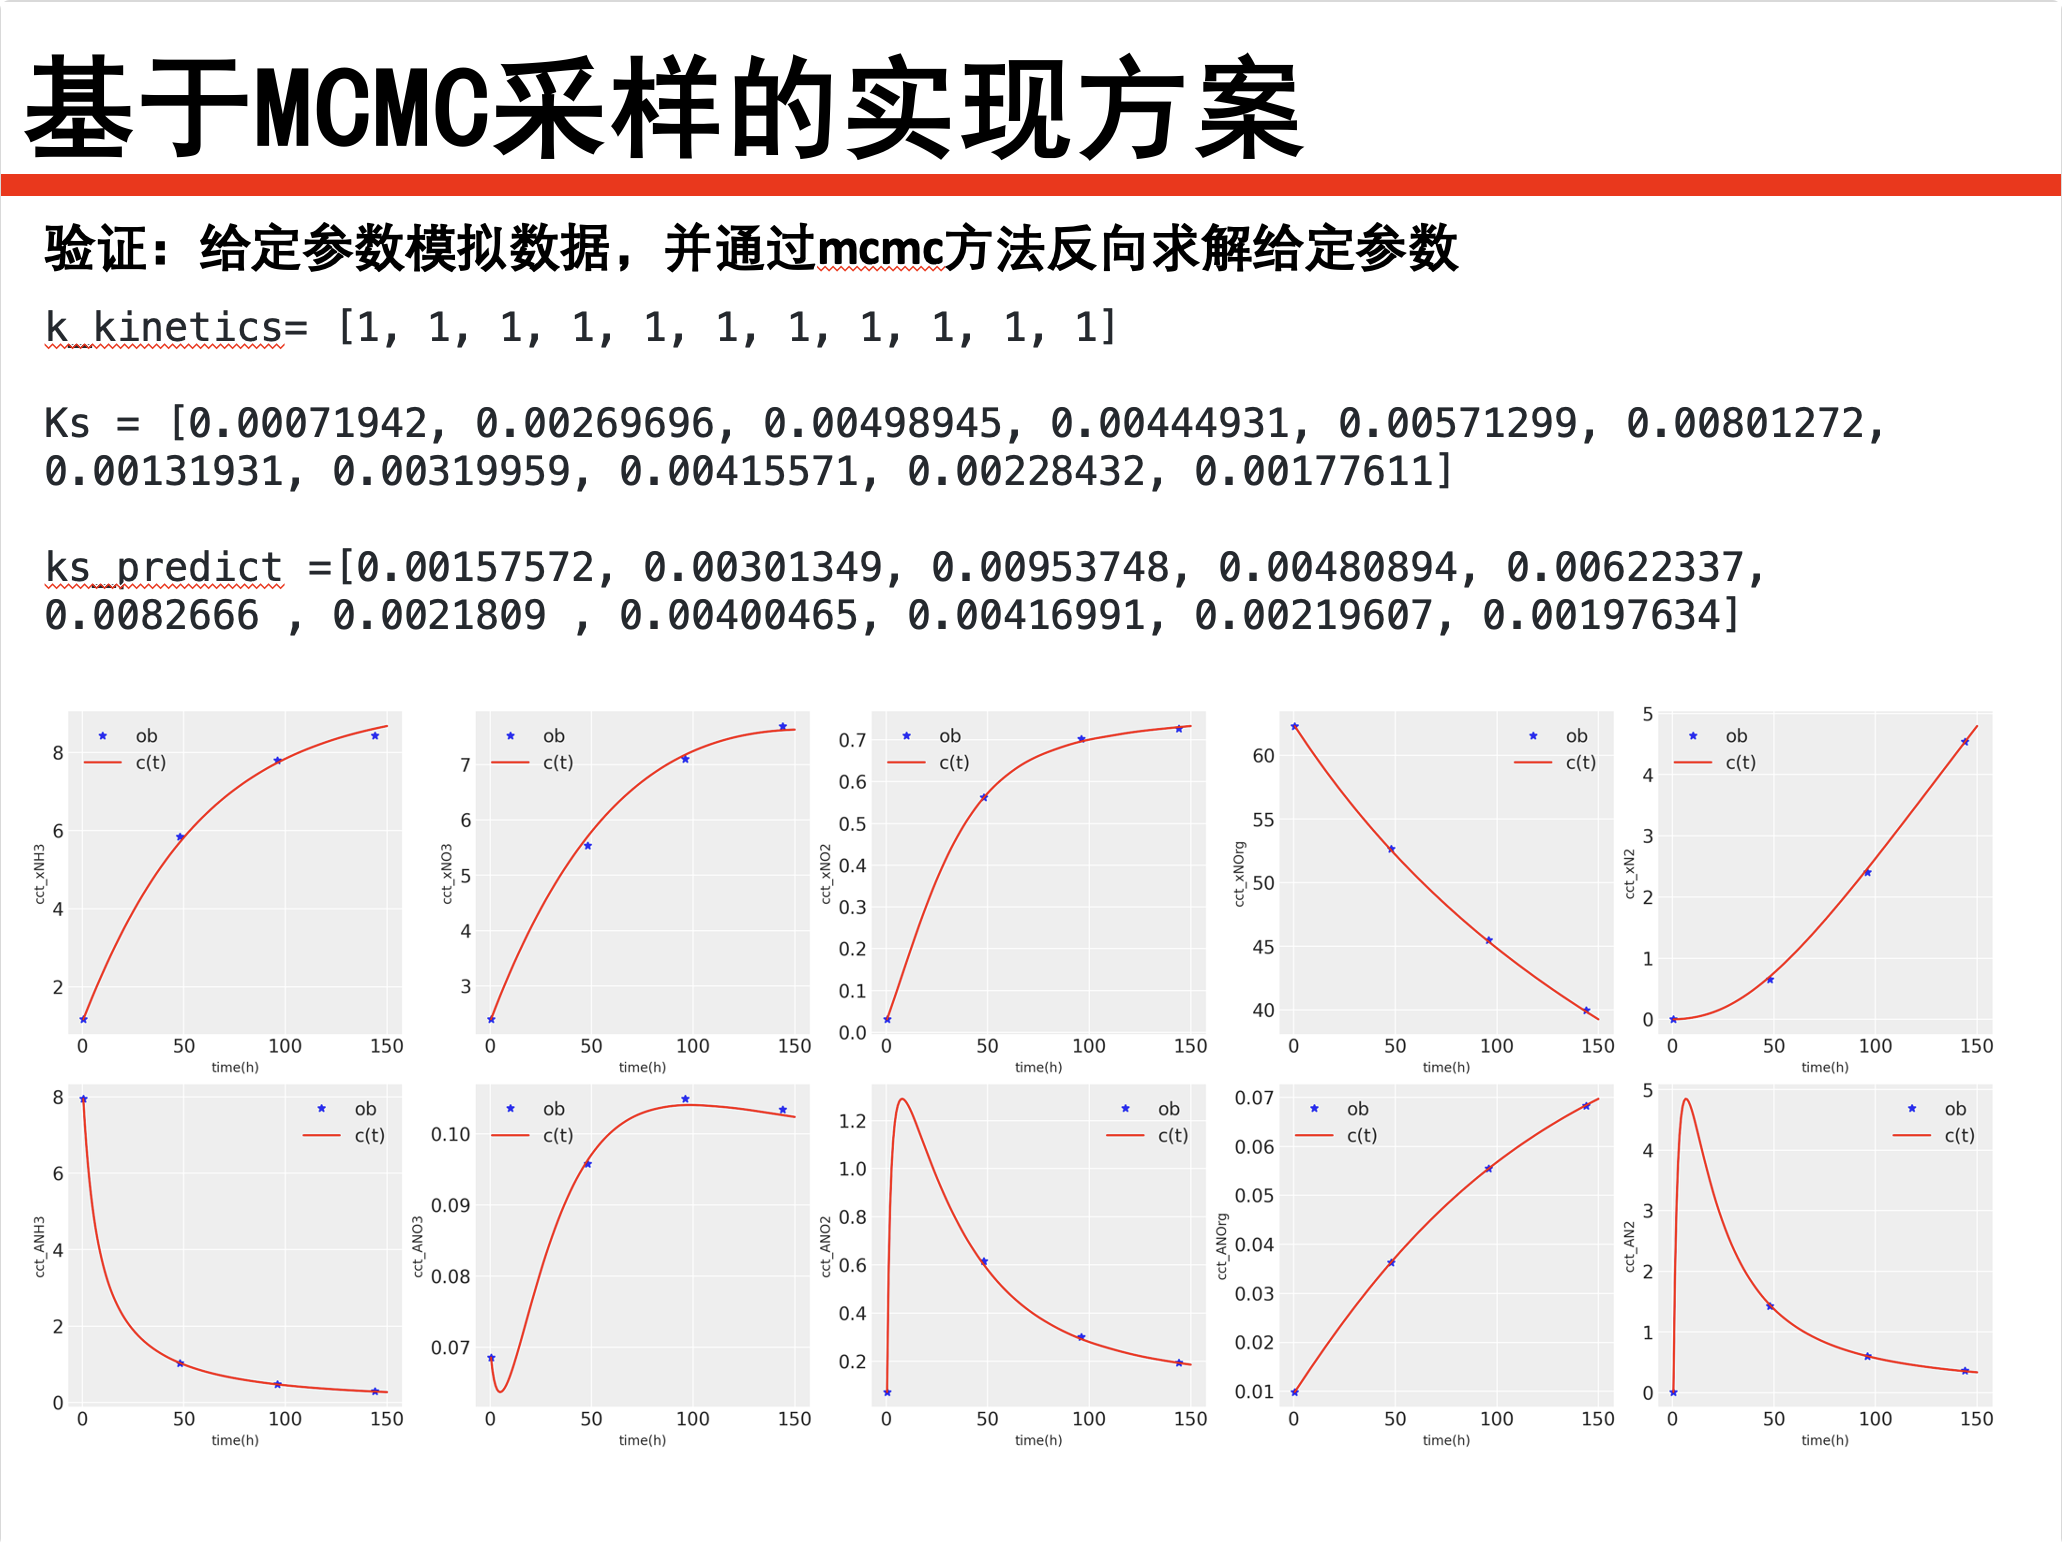 基于MCMC采样的实现方案
验证：给定参数模拟数据，并通过mcmc方法反向求解给定参数
k_kinetics= [1, 1, 1, 1, 1, 1, 1, 1, 1, 1, 1]
Ks = [0.00071942, 0.00269696, 0.00498945, 0.00444931, 0.00571299, 0.00801272,
0.00131931, 0.00319959, 0.00415571, 0.00228432, 0.00177611]
ks_predict =[0.00157572, 0.00301349, 0.00953748, 0.00480894, 0.00622337,
0.0082666 , 0.0021809 , 0.00400465, 0.00416991, 0.00219607, 0.00197634]
ob
c(t)
8
6
4
2
cct_xNH3
0 50 100 150
time(h)
ob
c(t)
7
6
5
4
3
cct_xNO3
0 50 100 150
time(h)
ob
c(t)
0.7
0.6
0.5
0.4
0.3
0.2
0.1
0.0
cct_xNO2
0 50 100 150
time(h)
ob
c(t)
60
55
50
45
40
cct_xNOrg
0 50 100 150
time(h)
ob
c(t)
5
4
3
2
1
0
cct_xN2
0 50 100 150
time(h)
ob
c(t)
8
6
4
2
0
cct_ANH3
0 50 100 150
time(h)
ob
c(t)
0.10
0.09
0.08
0.07
cct_ANO3
0 50 100 150
time(h)
ob
c(t)
1.2
1.0
0.8
0.6
0.4
0.2
cct_ANO2
0 50 100 150
time(h)
ob
c(t)
0.07
0.06
0.05
0.04
0.03
0.02
0.01
cct_ANOrg
0 50 100 150
time(h)
ob
c(t)
5
4
3
2
1
0
cct_AN2
0 50 100 150
time(h)